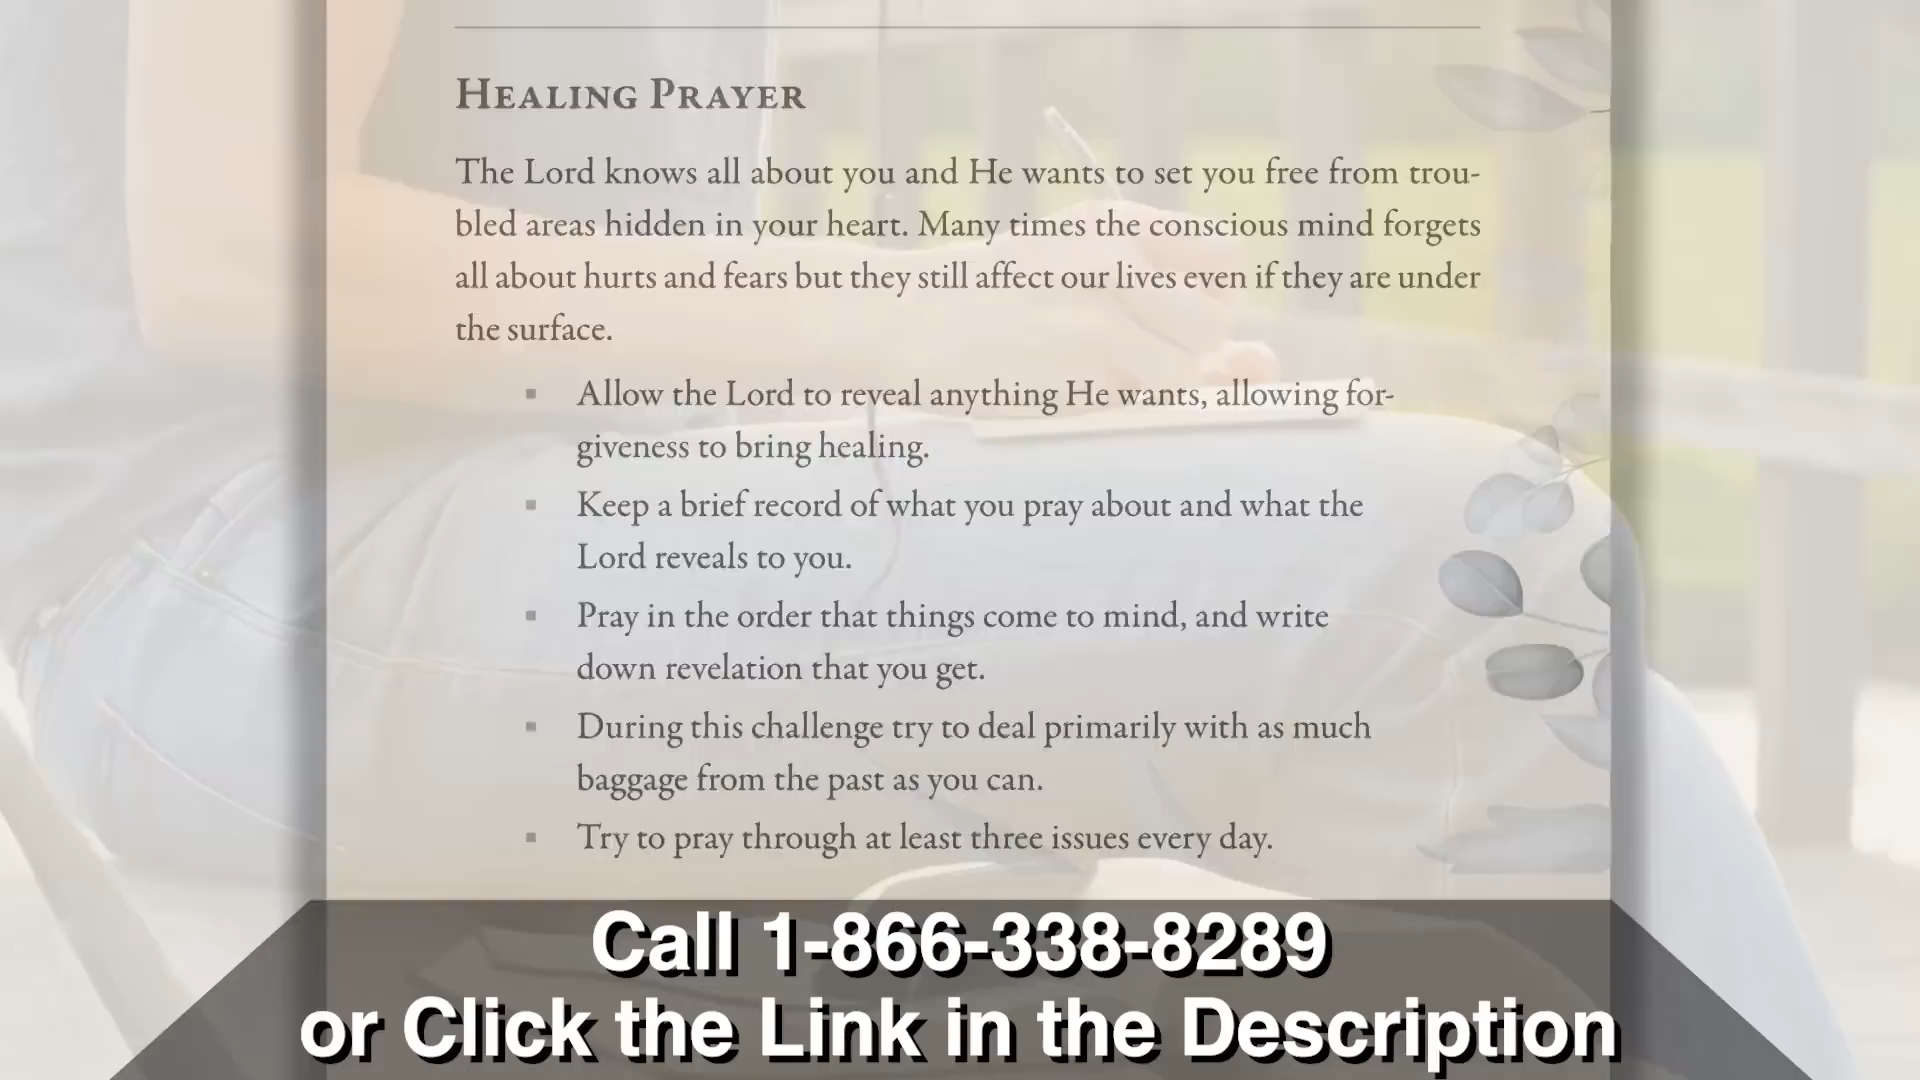 Healing Prayer
The Lord knows all about you and He wants to set you free from trou-
bled areas hidden in your heart. Many times the conscious mind forgets
all about hurts and fears but they still affect our lives even if they are under
the surface.
▪ Allow the Lord to reveal anything He wants, allowing for-
giveness to bring healing.
▪ Keep a brief record of what you pray about and what the
Lord reveals to you.
▪ Pray in the order that things come to mind, and write
down revelation that you get.
▪ During this challenge try to deal primarily with as much
baggage from the past as you can.
▪ Try to pray through at least three issues every day.
Call 1-866-338-8289
or Click the Link in the Description